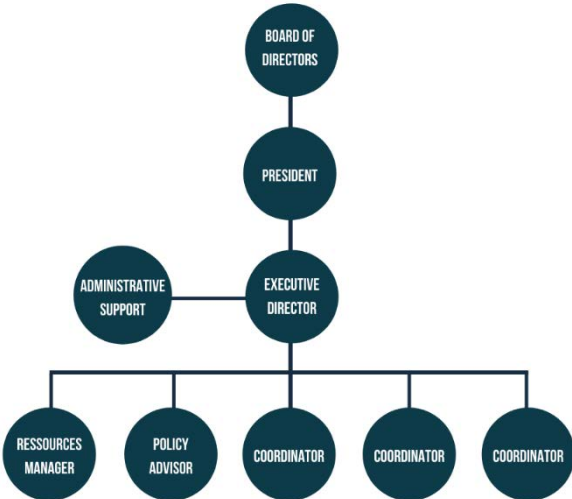 BOARD OF
DIRECTORS
PRESIDENT
ADMINISTRATIVE
SUPPORT
EXECUTIVE
DIRECTOR
RESSOURCES
MANAGER
POLICY
ADVISOR
COORDINATOR
COORDINATOR
COORDINATOR